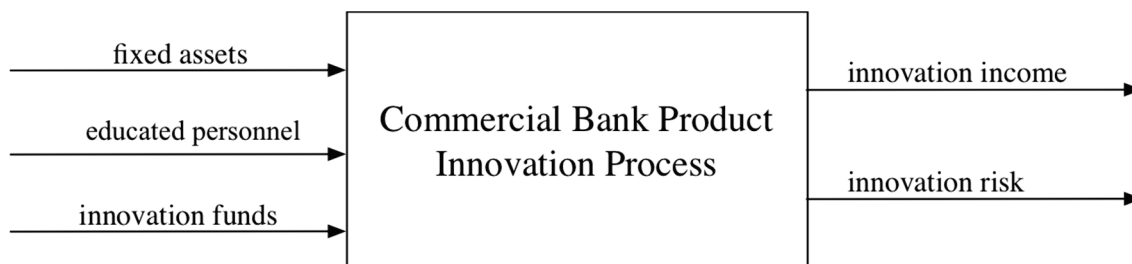 fixed assets
educated personnel
innovation funds
Commercial Bank Product
Innovation Process
innovation income
innovation risk